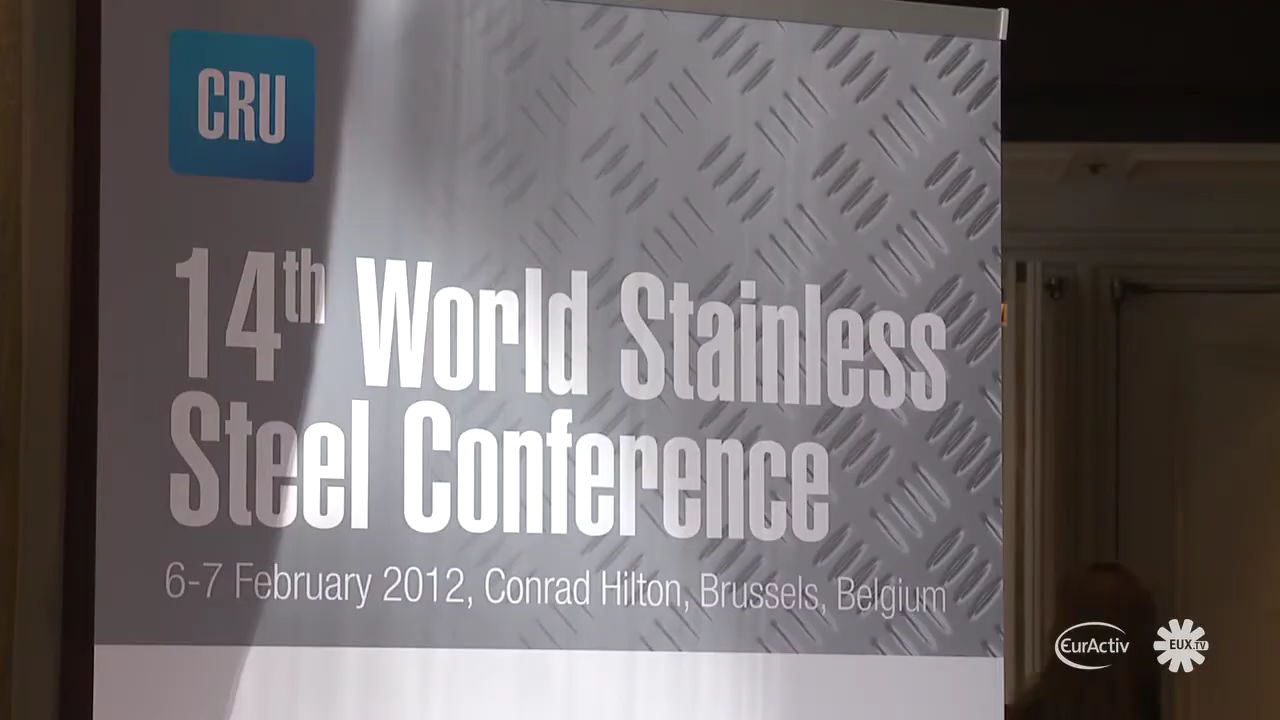 CRU
14th World Stainless
Steel Conference
6-7 February 2012, Conrad Hilton, Brussels, Belgium
EurActiv
EUX.TV